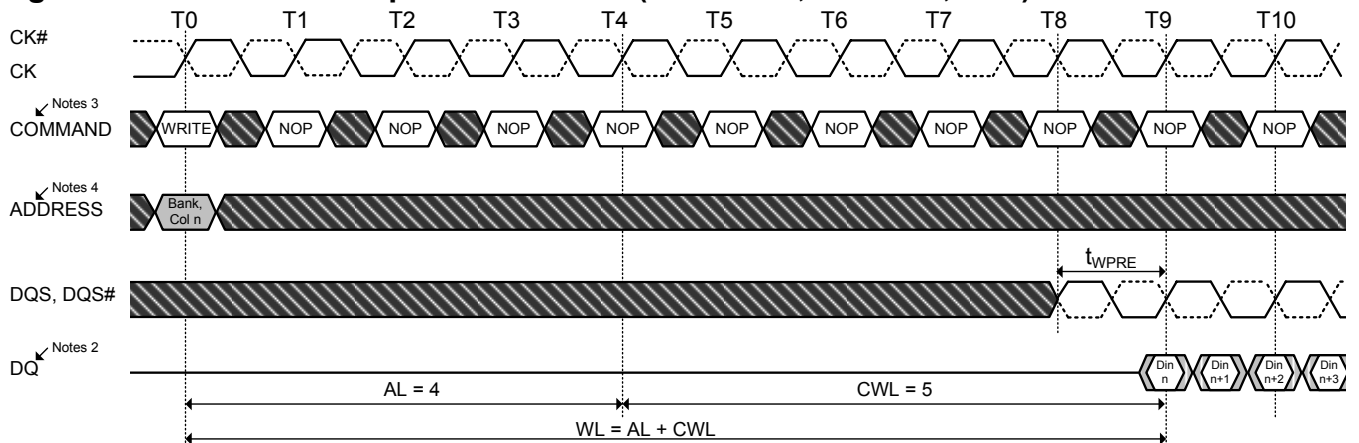 T0 T1 T2 T3 T4 T5 T6 T7 T8 T9 T10
CK#
CK
Notes 3
COMMAND WRITE NOP NOP NOP NOP NOP NOP NOP NOP NOP NOP
Notes 4
ADDRESS Bank,
Col n
tWPRE
DQS, DQS#
Notes 2
DQ Din Din Din Din
n n+1 n+2 n+3
AL = 4 CWL = 5
WL = AL + CWL